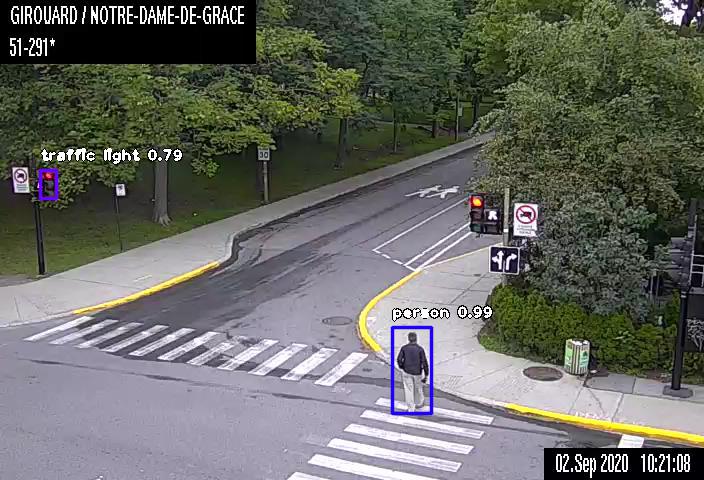 GIROUARD / NOTRE-DAME-DE-GRACE
51-291*
traffic light 0.79
30
person 0.99
02.Sep 2020 10:21:08